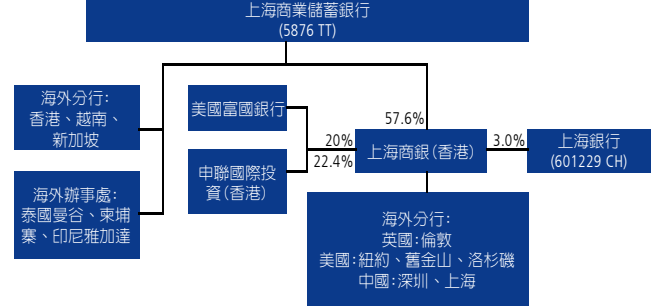 上海商業儲蓄銀行
(5876 TT)
海外分行:
香港、越南、
新加坡
海外辦事處:
泰國曼谷、柬埔
寨、印尼雅加達
美國富國銀行
申聯國際投
資(香港)
57.6%
20%
22.4%
上海商銀(香港)
3.0%
上海銀行
(601229 CH)
海外分行:
英國:倫敦
美國:紐約、舊金山、洛杉磯
中國:深圳、上海